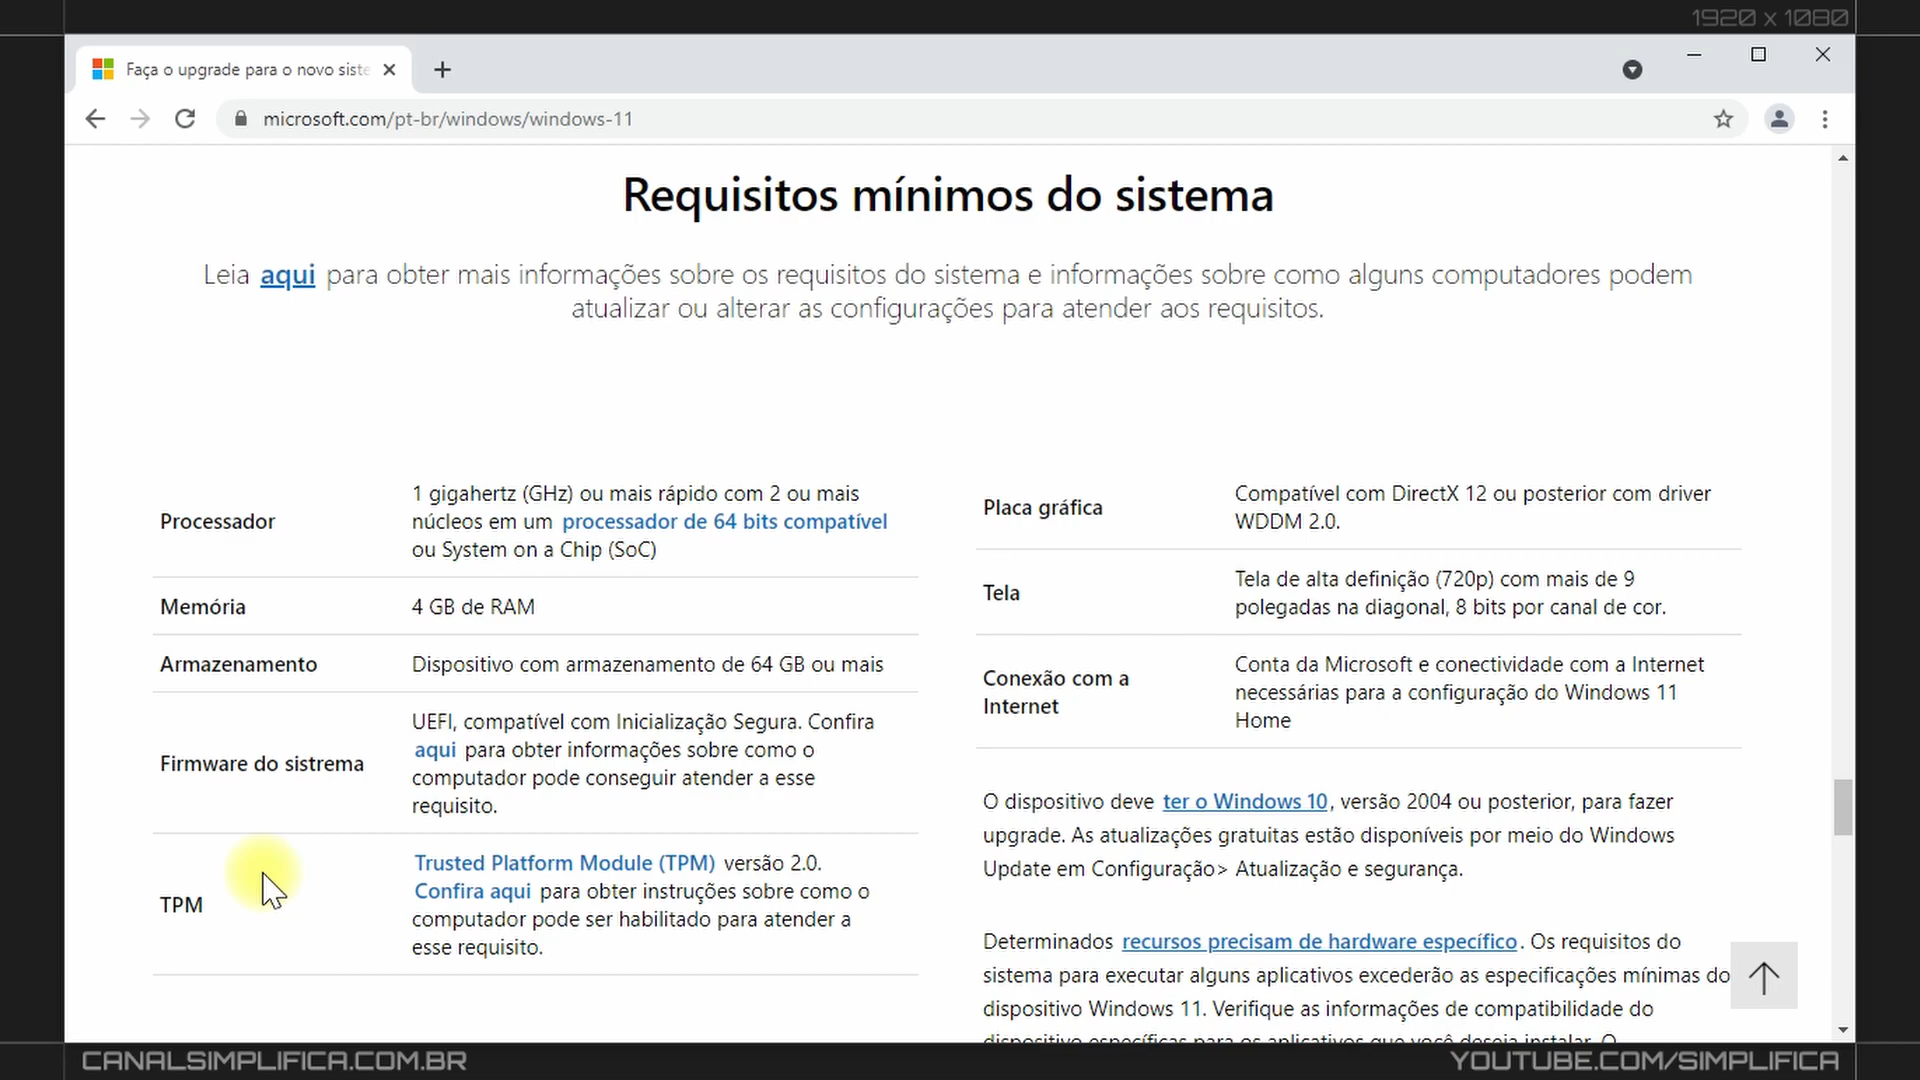 1920 x 1080
Faça o upgrade para o novo siste
microsoft.com/pt-br/windows/windows-11
Requisitos mínimos do sistema
Leia aqui para obter mais informações sobre os requisitos do sistema e informações sobre como alguns computadores podem
atualizar ou alterar as configurações para atender aos requisitos.
Processador
1 gigahertz (GHz) ou mais rápido com 2 ou mais
núcleos em um processador de 64 bits compatível
ou System on a Chip (SoC)
Memória
4 GB de RAM
Armazenamento
Dispositivo com armazenamento de 64 GB ou mais
Firmware do sistrema
UEFI, compatível com Inicialização Segura. Confira
aqui para obter informações sobre como o
computador pode conseguir atender a esse
requisito.
TPM
Trusted Platform Module (TPM) versão 2.0.
Confira aqui para obter instruções sobre como o
computador pode ser habilitado para atender a
esse requisito.
Placa gráfica
Compatível com DirectX 12 ou posterior com driver
WDDM 2.0.
Tela
Tela de alta definição (720p) com mais de 9
polegadas na diagonal, 8 bits por canal de cor.
Conexão com a
Internet
Conta da Microsoft e conectividade com a Internet
necessárias para a configuração do Windows 11
Home
O dispositivo deve ter o Windows 10, versão 2004 ou posterior, para fazer
upgrade. As atualizações gratuitas estão disponíveis por meio do Windows
Update em Configuração> Atualização e segurança.
Determinados recursos precisam de hardware específico. Os requisitos do
sistema para executar alguns aplicativos excederão as especificações mínimas do
dispositivo Windows 11. Verifique as informações de compatibilidade do
dispositivo específicas para os aplicativos que você deseja instalar. O
CANALSIMPLIFICA.COM.BR
YOUTUBE.COM/SIMPLIFICA